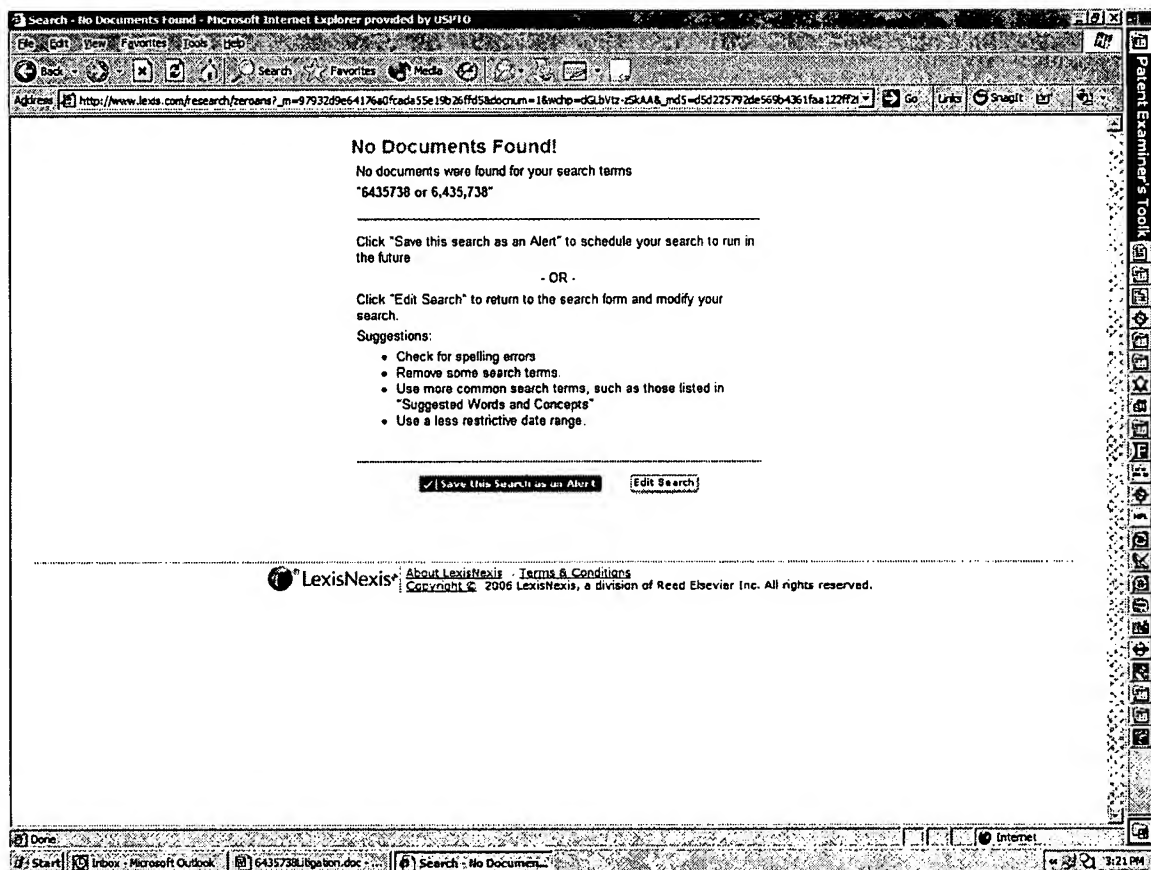 Search - No Documents Found - Microsoft Internet Explorer provided by USPTO
File Edit View Favorites Tools Help
Back Search Favorites Media
Address http://www.lexis.com/research/zeroans?_m=97932d9e64176a0fcada55e19b26ffd5&docnum=1&wchp=dGLbVtz-zSkAA&_md5=d5d225792de569b4361faa122ff2 Go Links SnagIt
Patent Examiner's Toolk
No Documents Found!
No documents were found for your search terms
"6435738 or 6,435,738"
Click "Save this search as an Alert" to schedule your search to run in
the future
- OR -
Click "Edit Search" to return to the search form and modify your
search.
Suggestions:
• Check for spelling errors
• Remove some search terms.
• Use more common search terms, such as those listed in
"Suggested Words and Concepts"
• Use a less restrictive date range.
Save this Search as an Alert Edit Search
LexisNexis About LexisNexis Terms & Conditions
Copyright © 2006 LexisNexis, a division of Reed Elsevier Inc. All rights reserved.
Done Internet
Start Inbox - Microsoft Outlook 6435738Litigation.doc - ... Search - No Documen... 3:21 PM